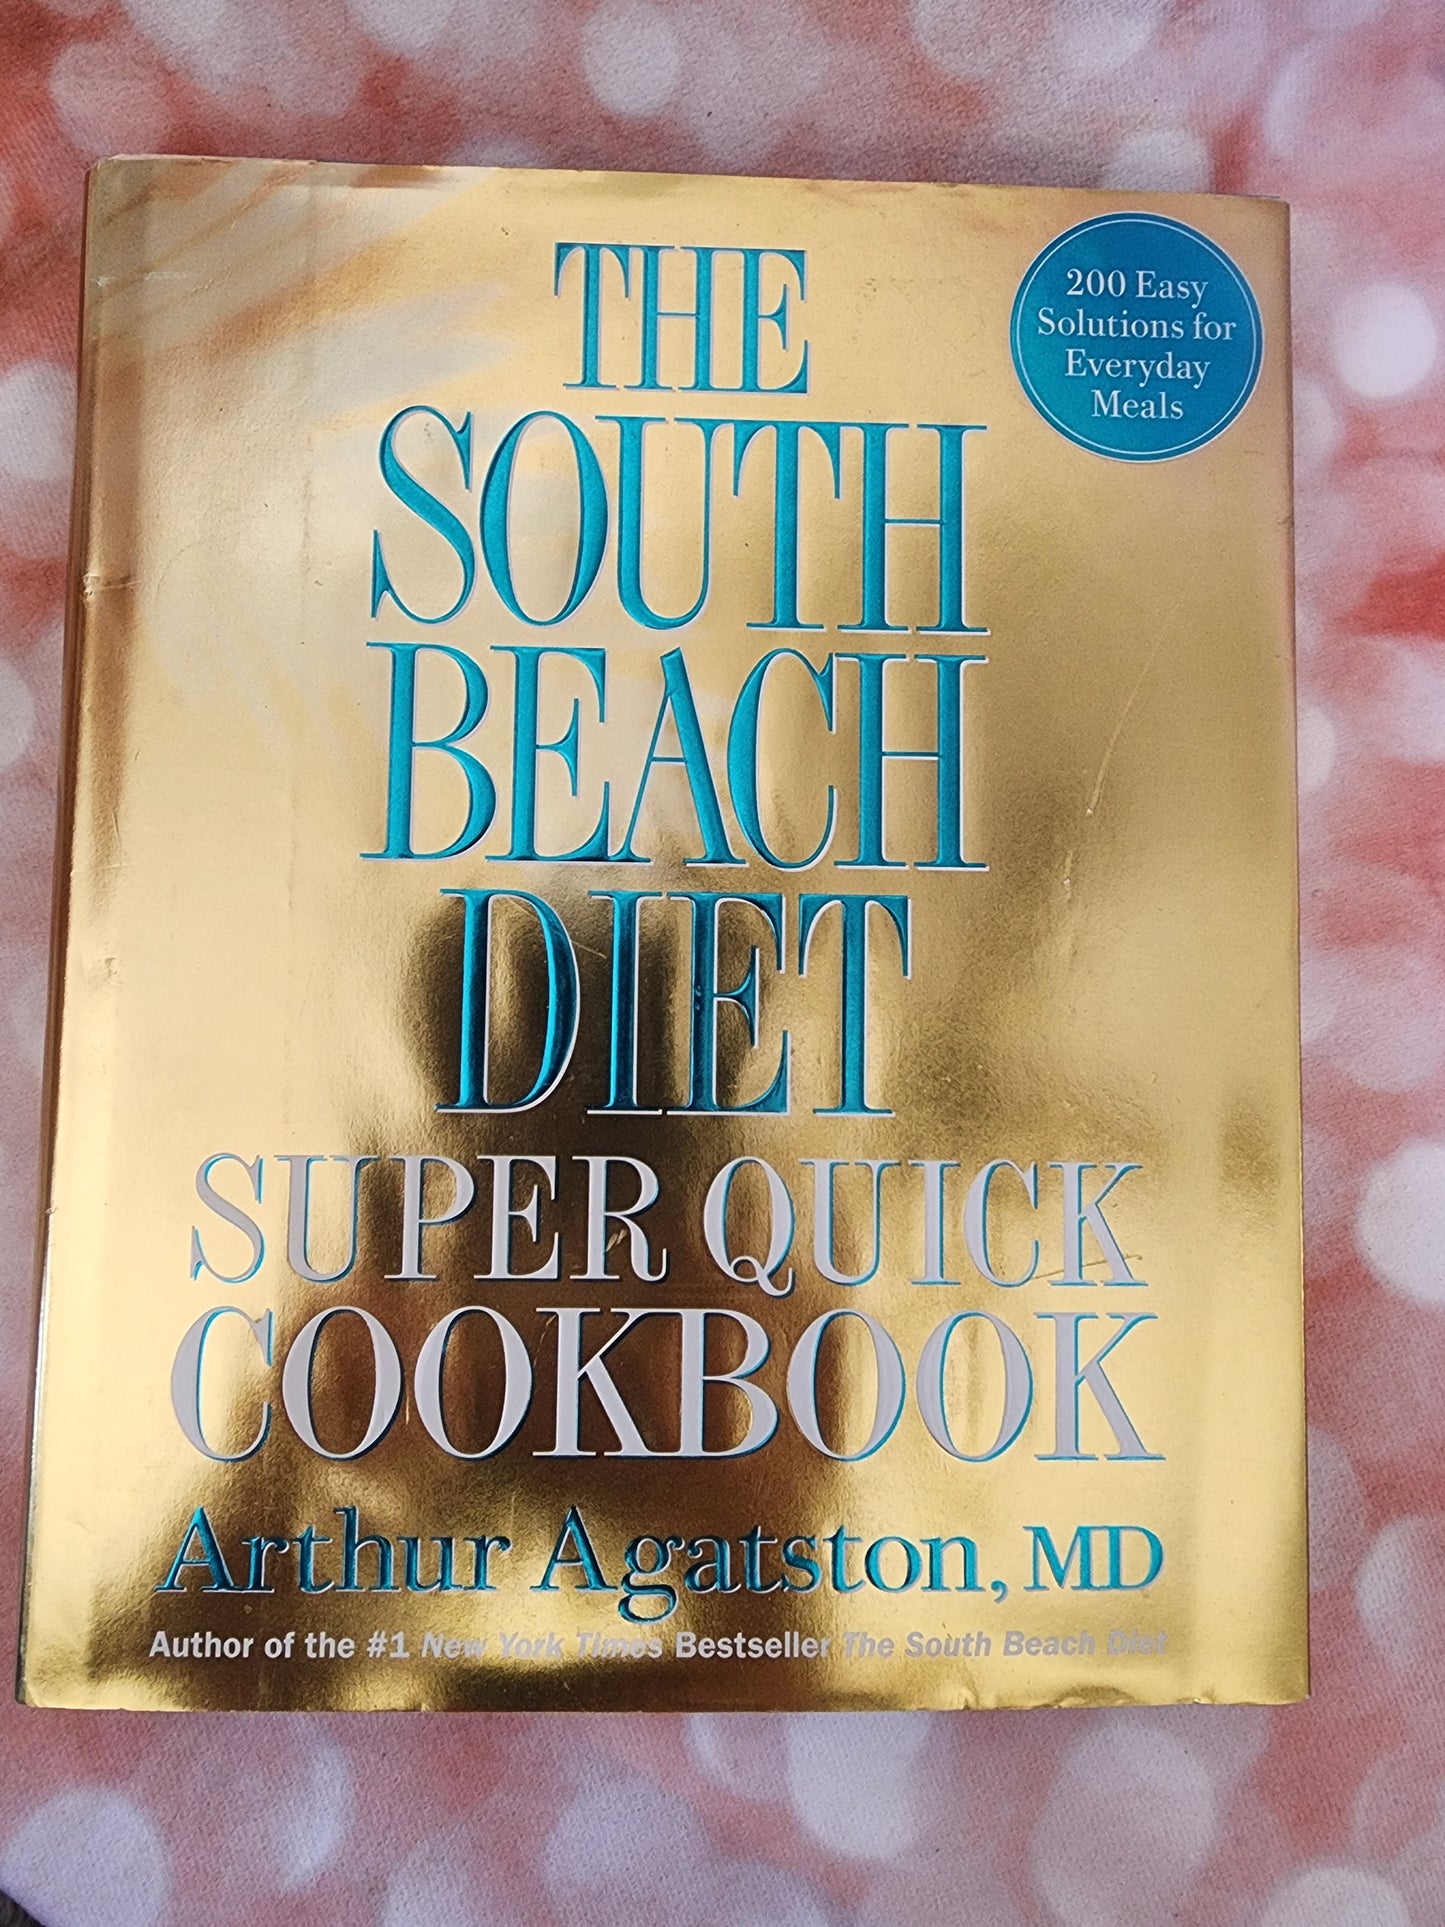 200 Easy
Solutions for
Everyday
Meals
THE
SOUTH
BEACH
DIET
SUPER QUICK
COOKBOOK
Arthur Agatston, MD
Author of the #1 New York Times Bestseller The South Beach Diet